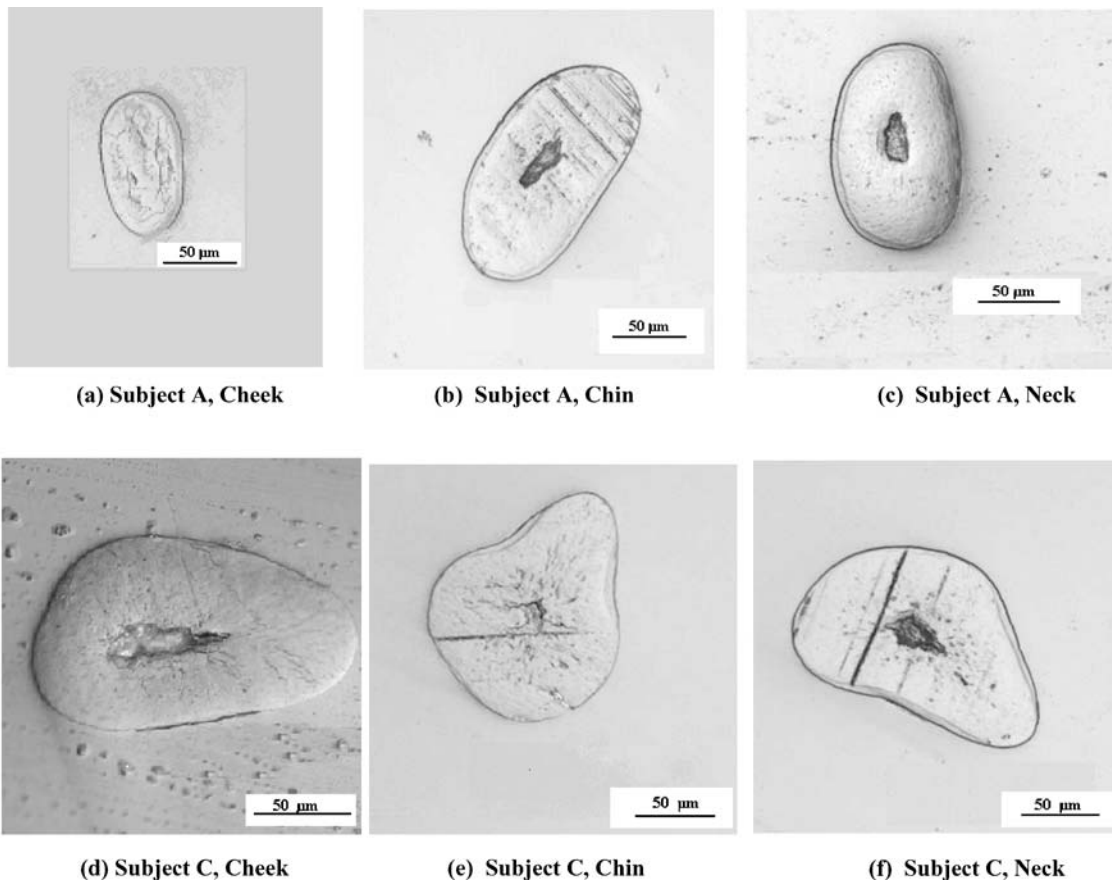 50 µm
50 µm
50 µm
(a) Subject A, Cheek
(b) Subject A, Chin
(c) Subject A, Neck
50 µm
50 µm
50 µm
(d) Subject C, Cheek
(e) Subject C, Chin
(f) Subject C, Neck